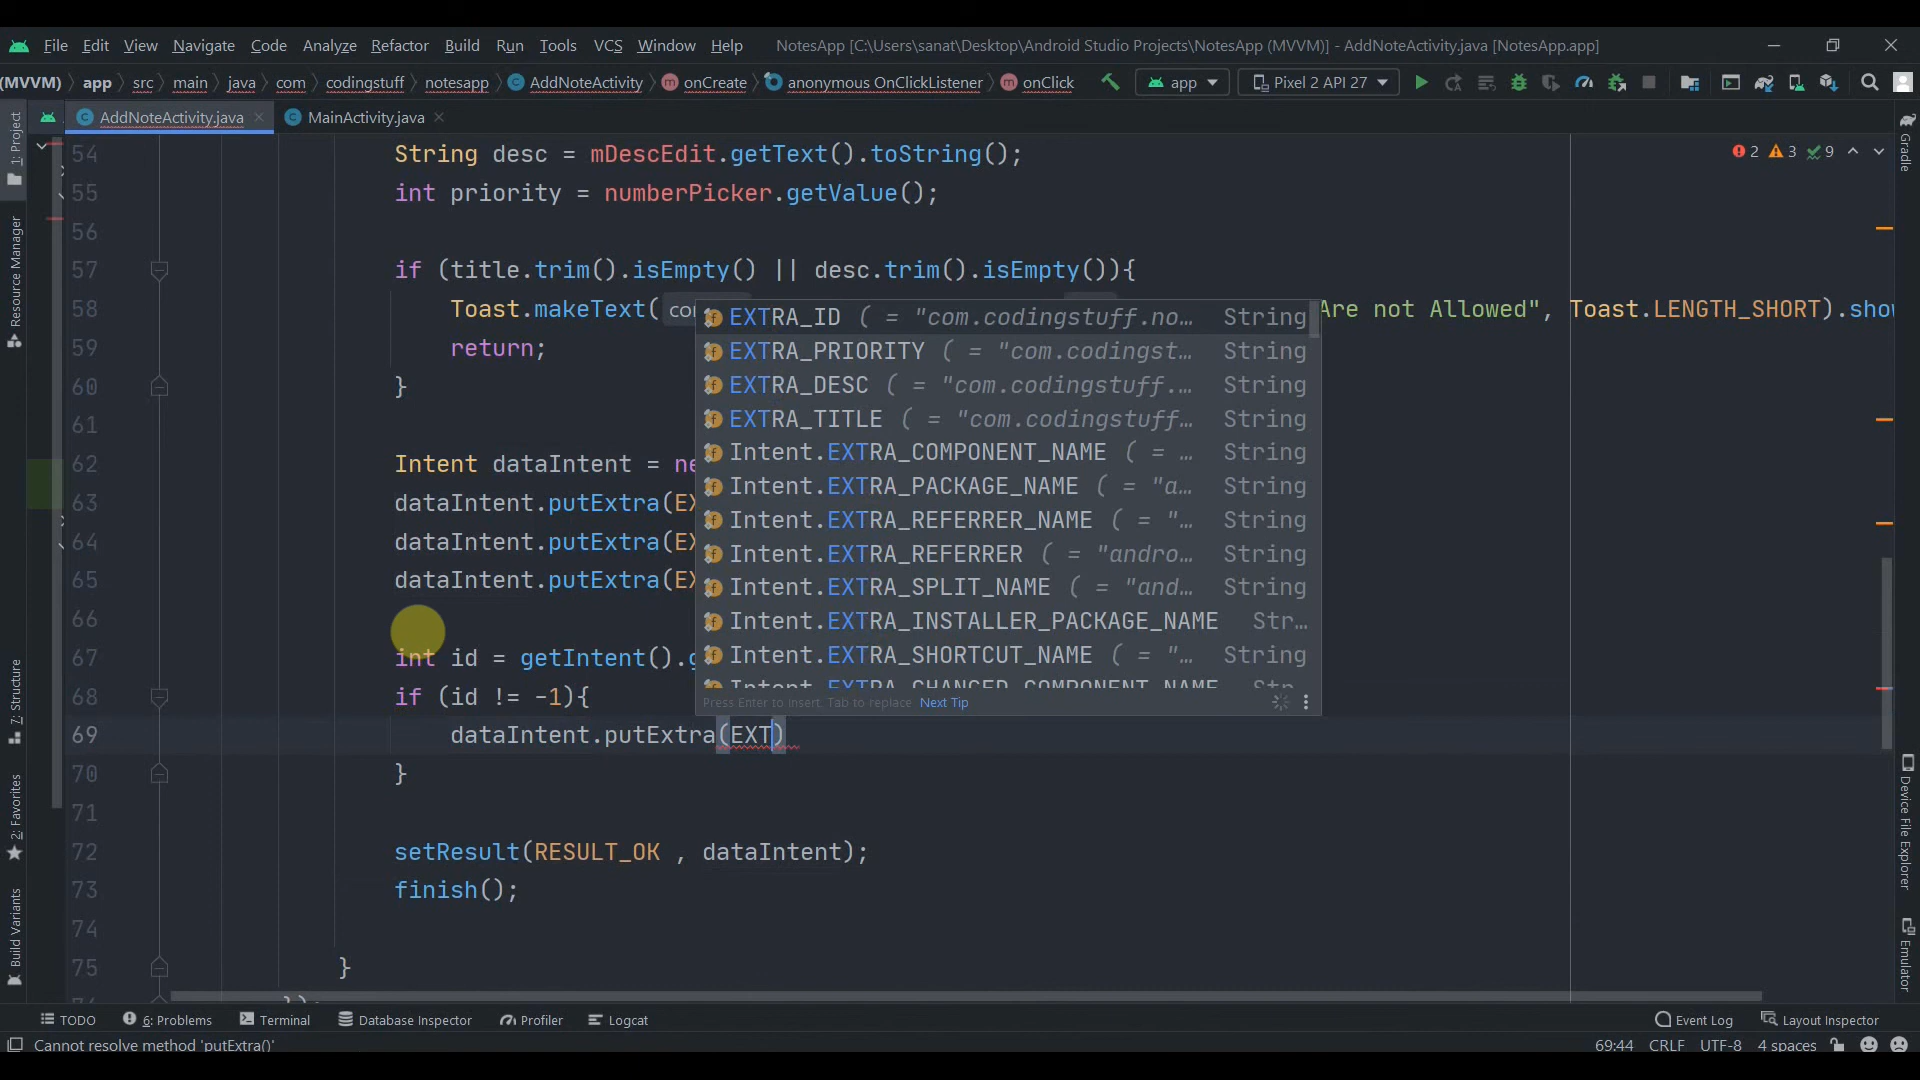 File Edit View Navigate Code Analyze Refactor Build Run Tools VCS Window Help NotesApp [C:\Users\sanat\Desktop\Android Studio Projects\NotesApp (MVVM)] - AddNoteActivity.java [NotesApp.app]
(MVVM) app src main java com codingstuff notesapp AddNoteActivity onCreate anonymous OnClickListener onClick app Pixel 2 API 27
AddNoteActivity.java MainActivity.java
2 3 9
54 String desc = mDescEdit.getText().toString();
55 int priority = numberPicker.getValue();
56
57 if (title.trim().isEmpty() || desc.trim().isEmpty()){
58 Toast.makeText( Are not Allowed", Toast.LENGTH_SHORT).show
59 return;
60 }
61
62 Intent dataIntent =
63 dataIntent.putExtra(
64 dataIntent.putExtra(
65 dataIntent.putExtra(
66
67 int id = getIntent().
68 if (id != -1){
69 dataIntent.putExtra(EXT)
70 }
71
72 setResult(RESULT_OK , dataIntent);
73 finish();
74
75 }
});
EXTRA_ID ( = "com.codingstuff.no... String
EXTRA_PRIORITY ( = "com.codingst... String
EXTRA_DESC ( = "com.codingstuff.... String
EXTRA_TITLE ( = "com.codingstuff... String
Intent.EXTRA_COMPONENT_NAME ( = ... String
Intent.EXTRA_PACKAGE_NAME ( = "a... String
Intent.EXTRA_REFERRER_NAME ( = "... String
Intent.EXTRA_REFERRER ( = "andro... String
Intent.EXTRA_SPLIT_NAME ( = "and... String
Intent.EXTRA_INSTALLER_PACKAGE_NAME Str...
Intent.EXTRA_SHORTCUT_NAME ( = "... String
Intent.EXTRA_CHANGED_COMPONENT_NAME Str...
Press Enter to insert, Tab to replace Next Tip
1: Project
Resource Manager
7: Structure
2: Favorites
Build Variants
Gradle
Device File Explorer
Emulator
TODO 6: Problems Terminal Database Inspector Profiler Logcat Event Log Layout Inspector
Cannot resolve method 'putExtra()' 69:44 CRLF UTF-8 4 spaces